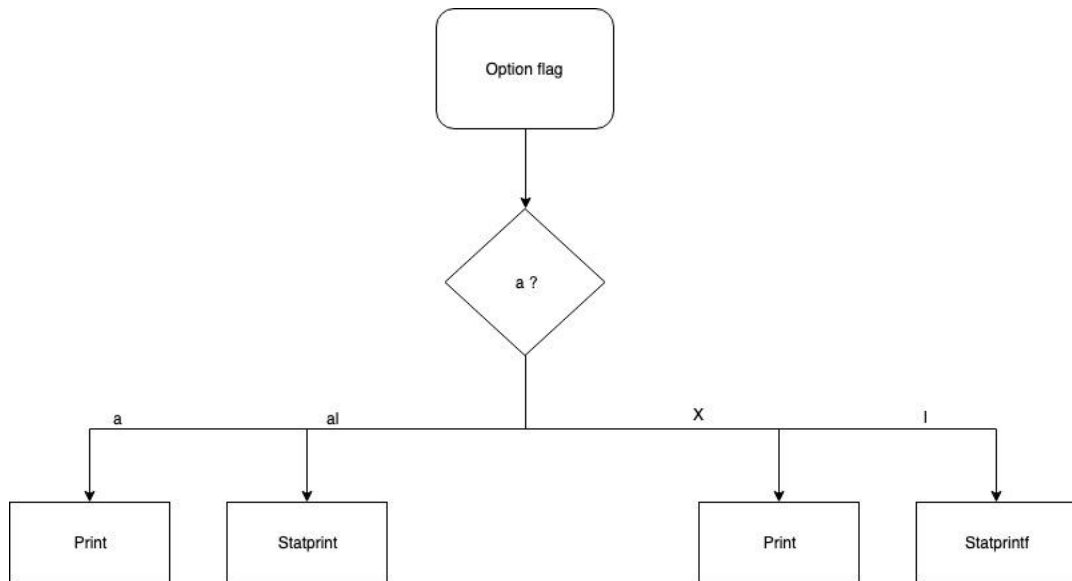 Option flag
a ?
a
al
X
l
Print
Statprint
Print
Statprintf